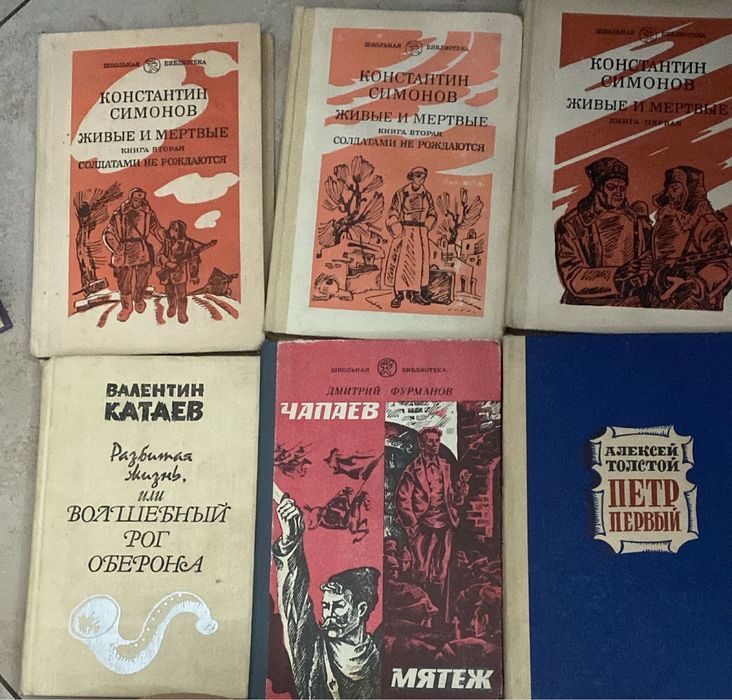 ШКОЛЬНАЯ БИБЛИОТЕКА
КОНСТАНТИН
СИМОНОВ
ЖИВЫЕ И МЕРТВЫЕ
КНИГА ВТОРАЯ
СОЛДАТАМИ НЕ РОЖДАЮТСЯ
ШКОЛЬНАЯ БИБЛИОТЕКА
КОНСТАНТИН
СИМОНОВ
ЖИВЫЕ И МЕРТВЫЕ
КНИГА ВТОРАЯ
СОЛДАТАМИ НЕ РОЖДАЮТСЯ
ШКОЛЬНАЯ БИБЛИОТЕКА
КОНСТАНТИН
СИМОНОВ
ЖИВЫЕ И МЕРТВЫЕ
КНИГА ПЕРВАЯ
ВАЛЕНТИН
КАТАЕВ
Разбитая
жизнь,
или
ВОЛШЕБНЫЙ
РОГ
ОБЕРОНА
ШКОЛЬНАЯ БИБЛИОТЕКА
ДМИТРИЙ ФУРМАНОВ
ЧАПАЕВ
МЯТЕЖ
АЛЕКСЕЙ
ТОЛСТОЙ
ПЕТР
ПЕРВЫЙ